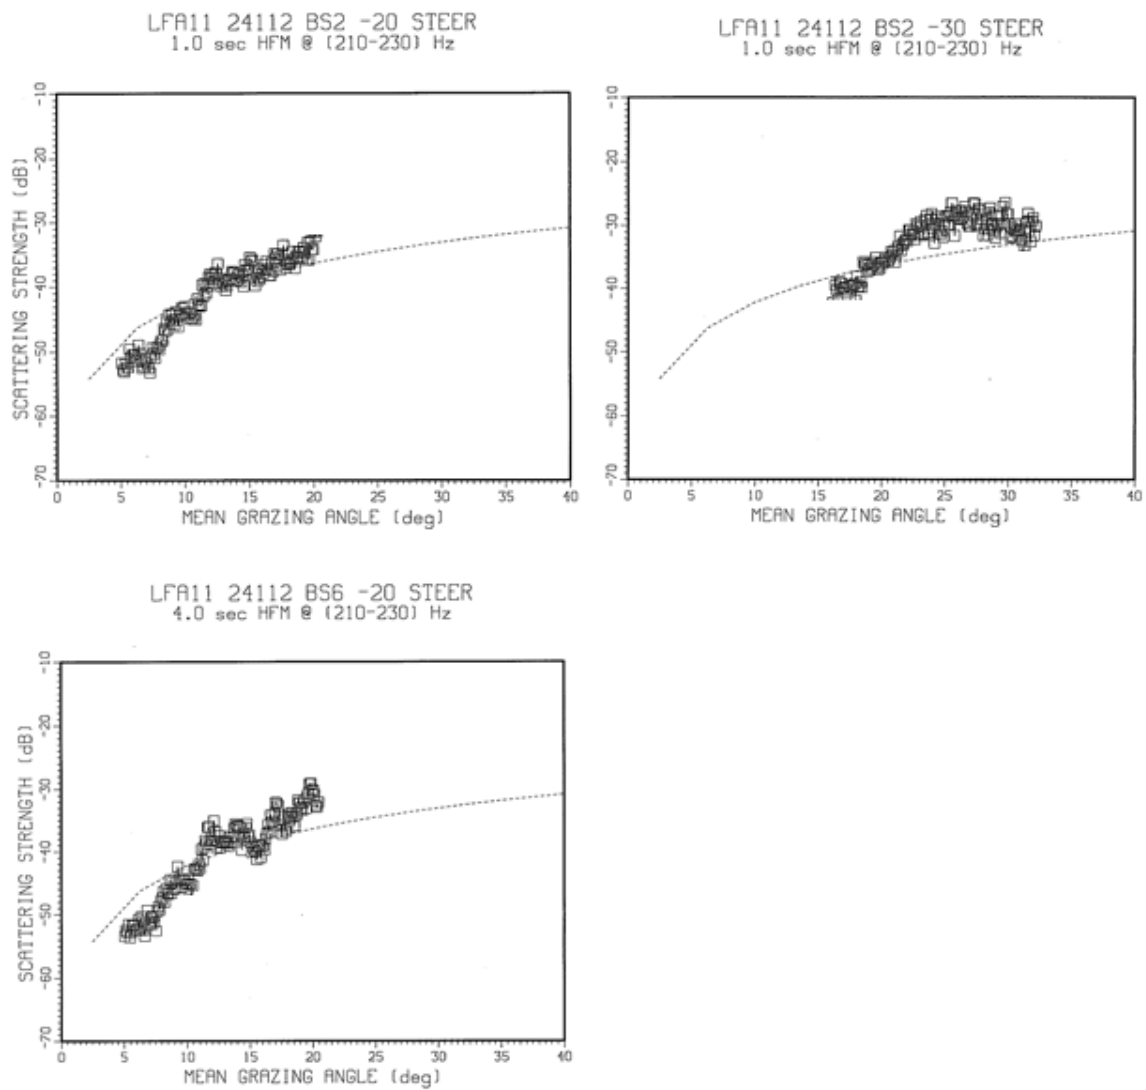 LFA11 24112 BS2 -20 STEER
1.0 sec HFM @ (210-230) Hz
SCATTERING STRENGTH (dB)
-10
-20
-30
-40
-50
-60
-70
0 5 10 15 20 25 30 35 40
MEAN GRAZING ANGLE (deg)
LFA11 24112 BS2 -30 STEER
1.0 sec HFM @ (210-230) Hz
-10
-20
-30
-40
-50
-60
-70
0 5 10 15 20 25 30 35 40
MEAN GRAZING ANGLE (deg)
LFA11 24112 BS6 -20 STEER
4.0 sec HFM @ (210-230) Hz
SCATTERING STRENGTH (dB)
-10
-20
-30
-40
-50
-60
-70
0 5 10 15 20 25 30 35 40
MEAN GRAZING ANGLE (deg)